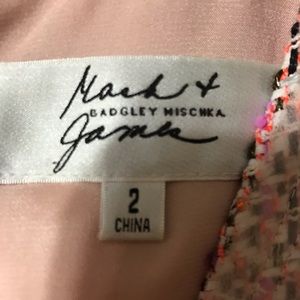 Mark +
BADGLEY MISCHKA
James
2
CHINA